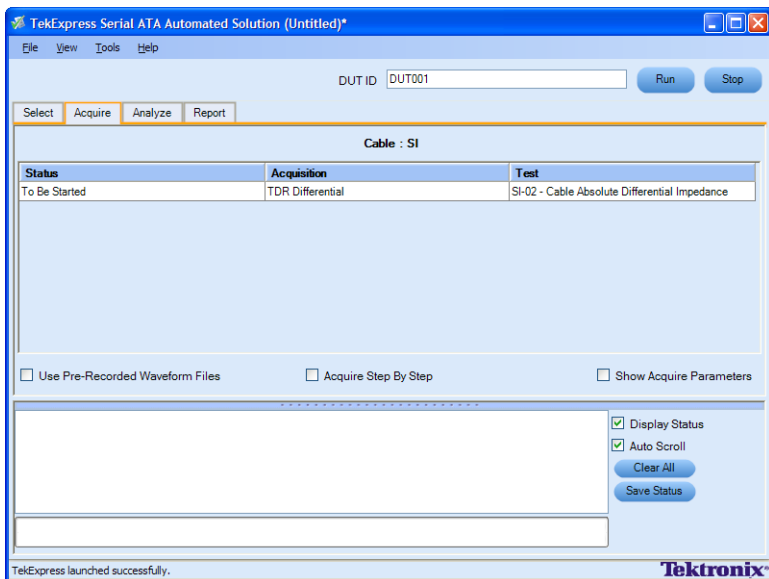 TekExpress Serial ATA Automated Solution (Untitled)*
File View Tools Help
DUT ID DUT001 Run Stop
Select Acquire Analyze Report
Cable : SI
Status Acquisition Test
To Be Started TDR Differential SI-02 - Cable Absolute Differential Impedance
Use Pre-Recorded Waveform Files Acquire Step By Step Show Acquire Parameters
Display Status
Auto Scroll
Clear All
Save Status
TekExpress launched successfully. Tektronix